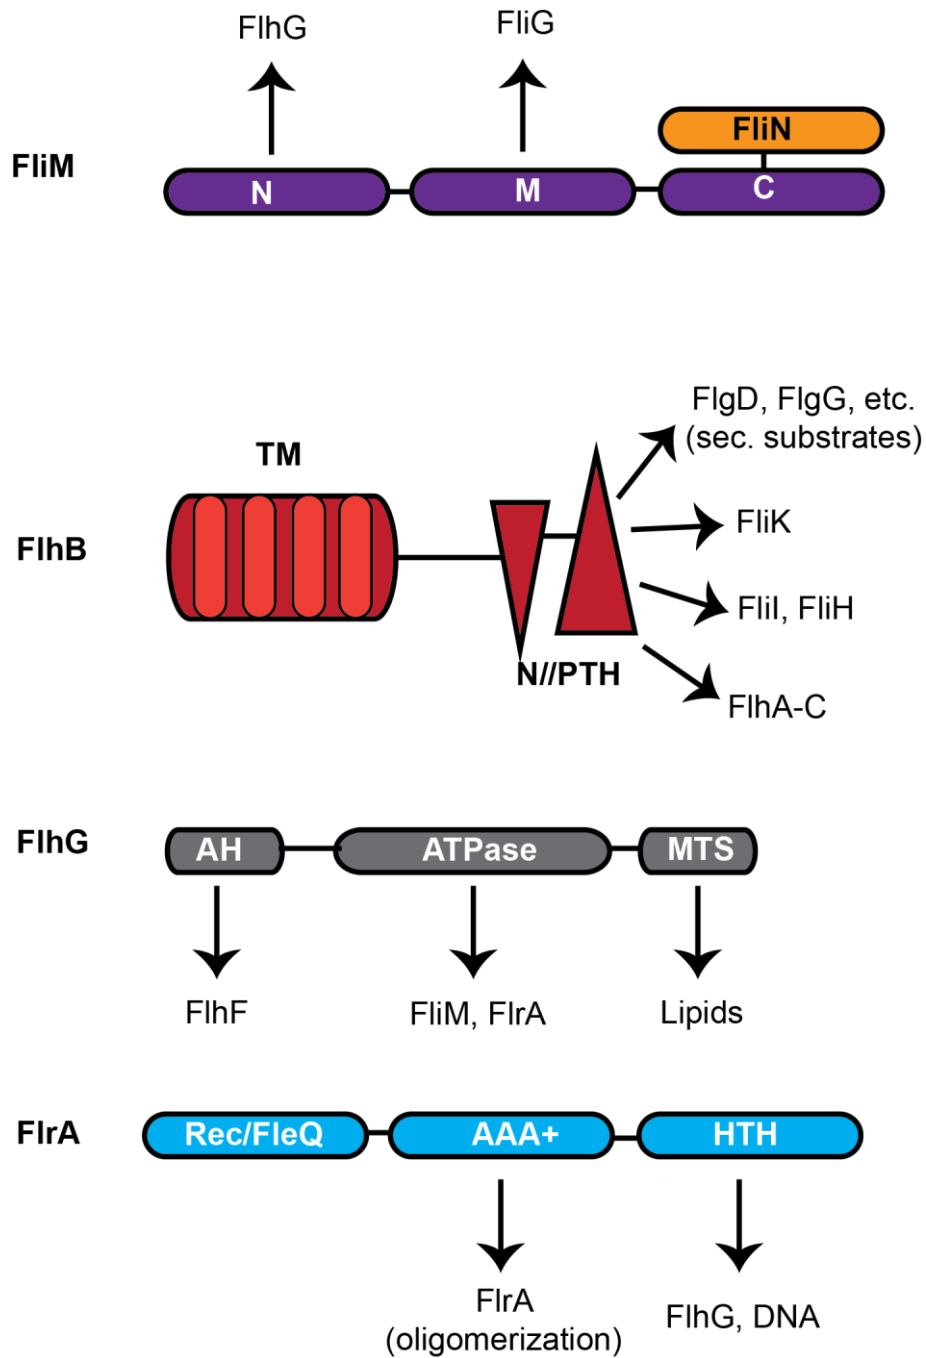 FlhG
FliG
FliM
FliN
N
M
C
FlgD, FlgG, etc.
(sec. substrates)
TM
FlhB
FliK
FliI, FliH
N//PTH
FlhA-C
FlhG
AH
ATPase
MTS
FlhF
FliM, FlrA
Lipids
FlrA
Rec/FleQ
AAA+
HTH
FlrA
(oligomerization)
FlhG, DNA